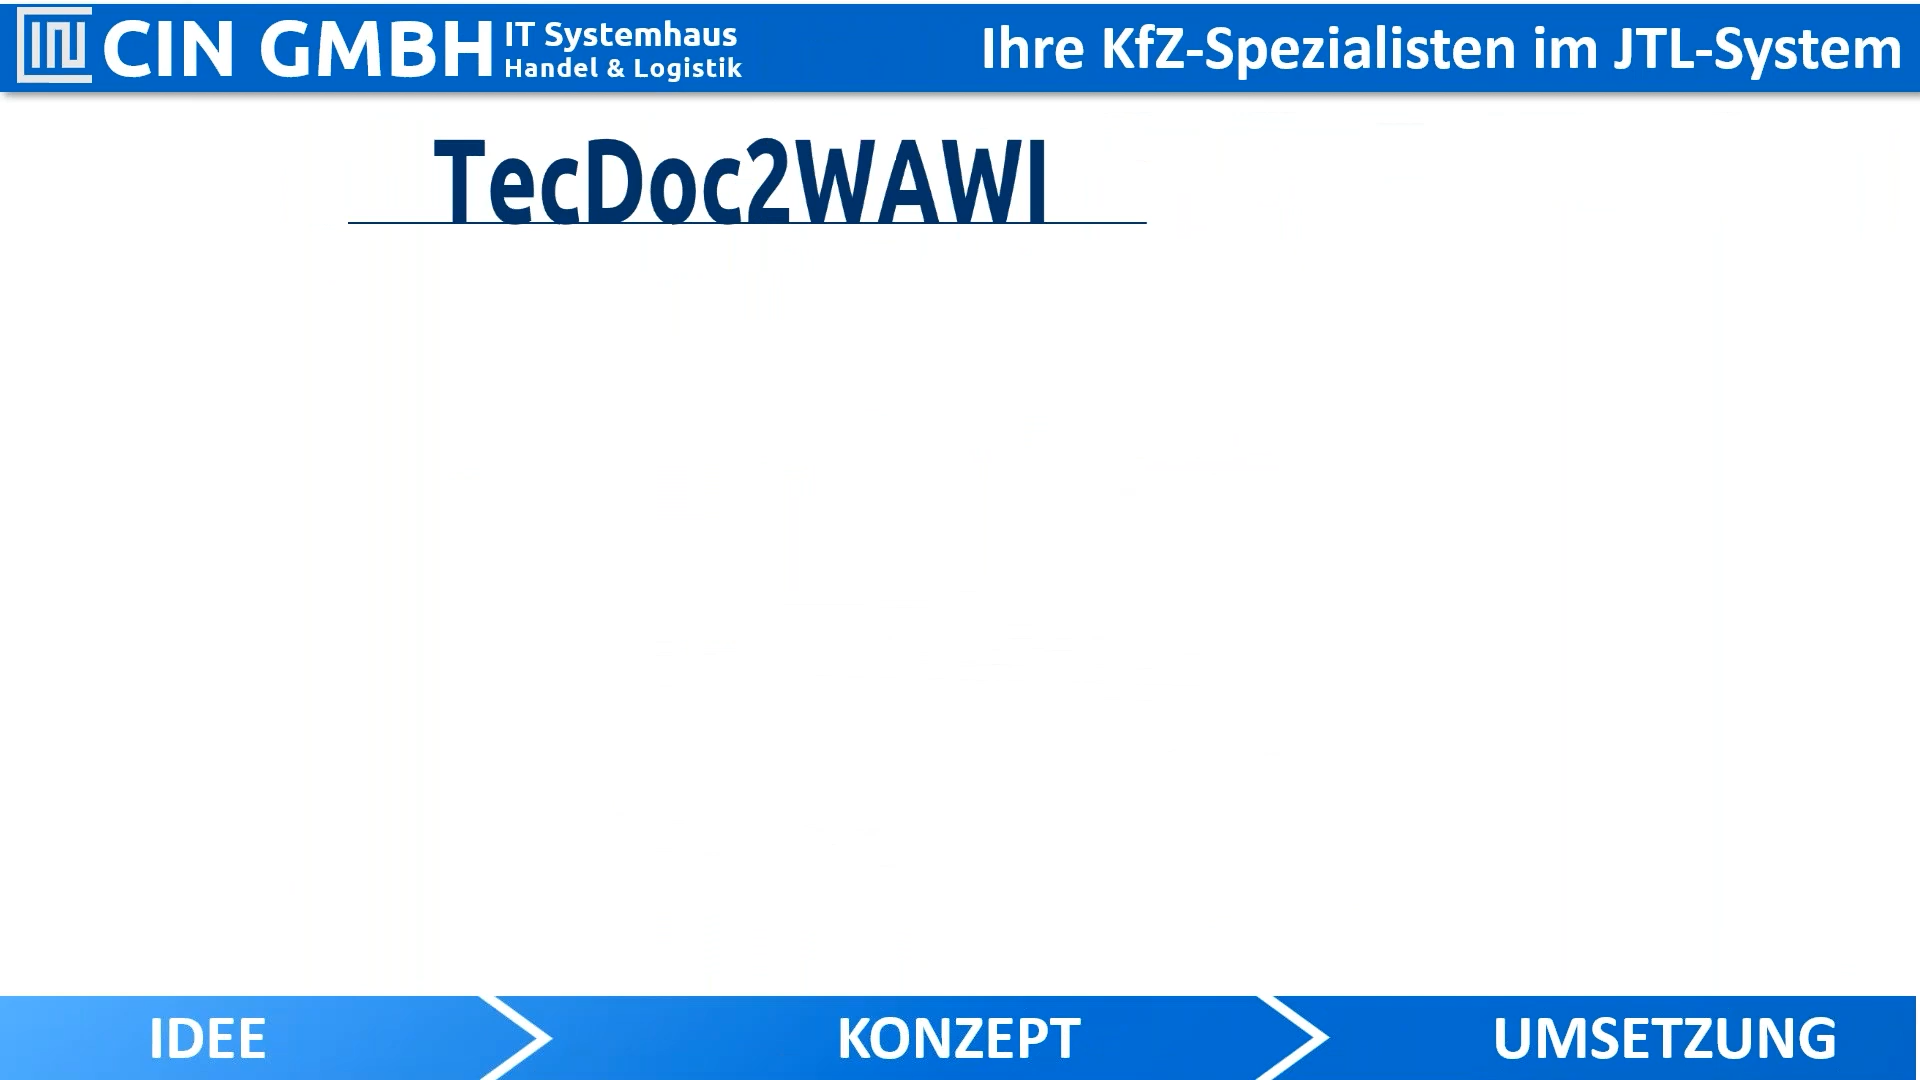 CIN GMBH
IT Systemhaus
Handel & Logistik
Ihre KfZ-Spezialisten im JTL-System
TecDoc2WAWI
IDEE
KONZEPT
UMSETZUNG